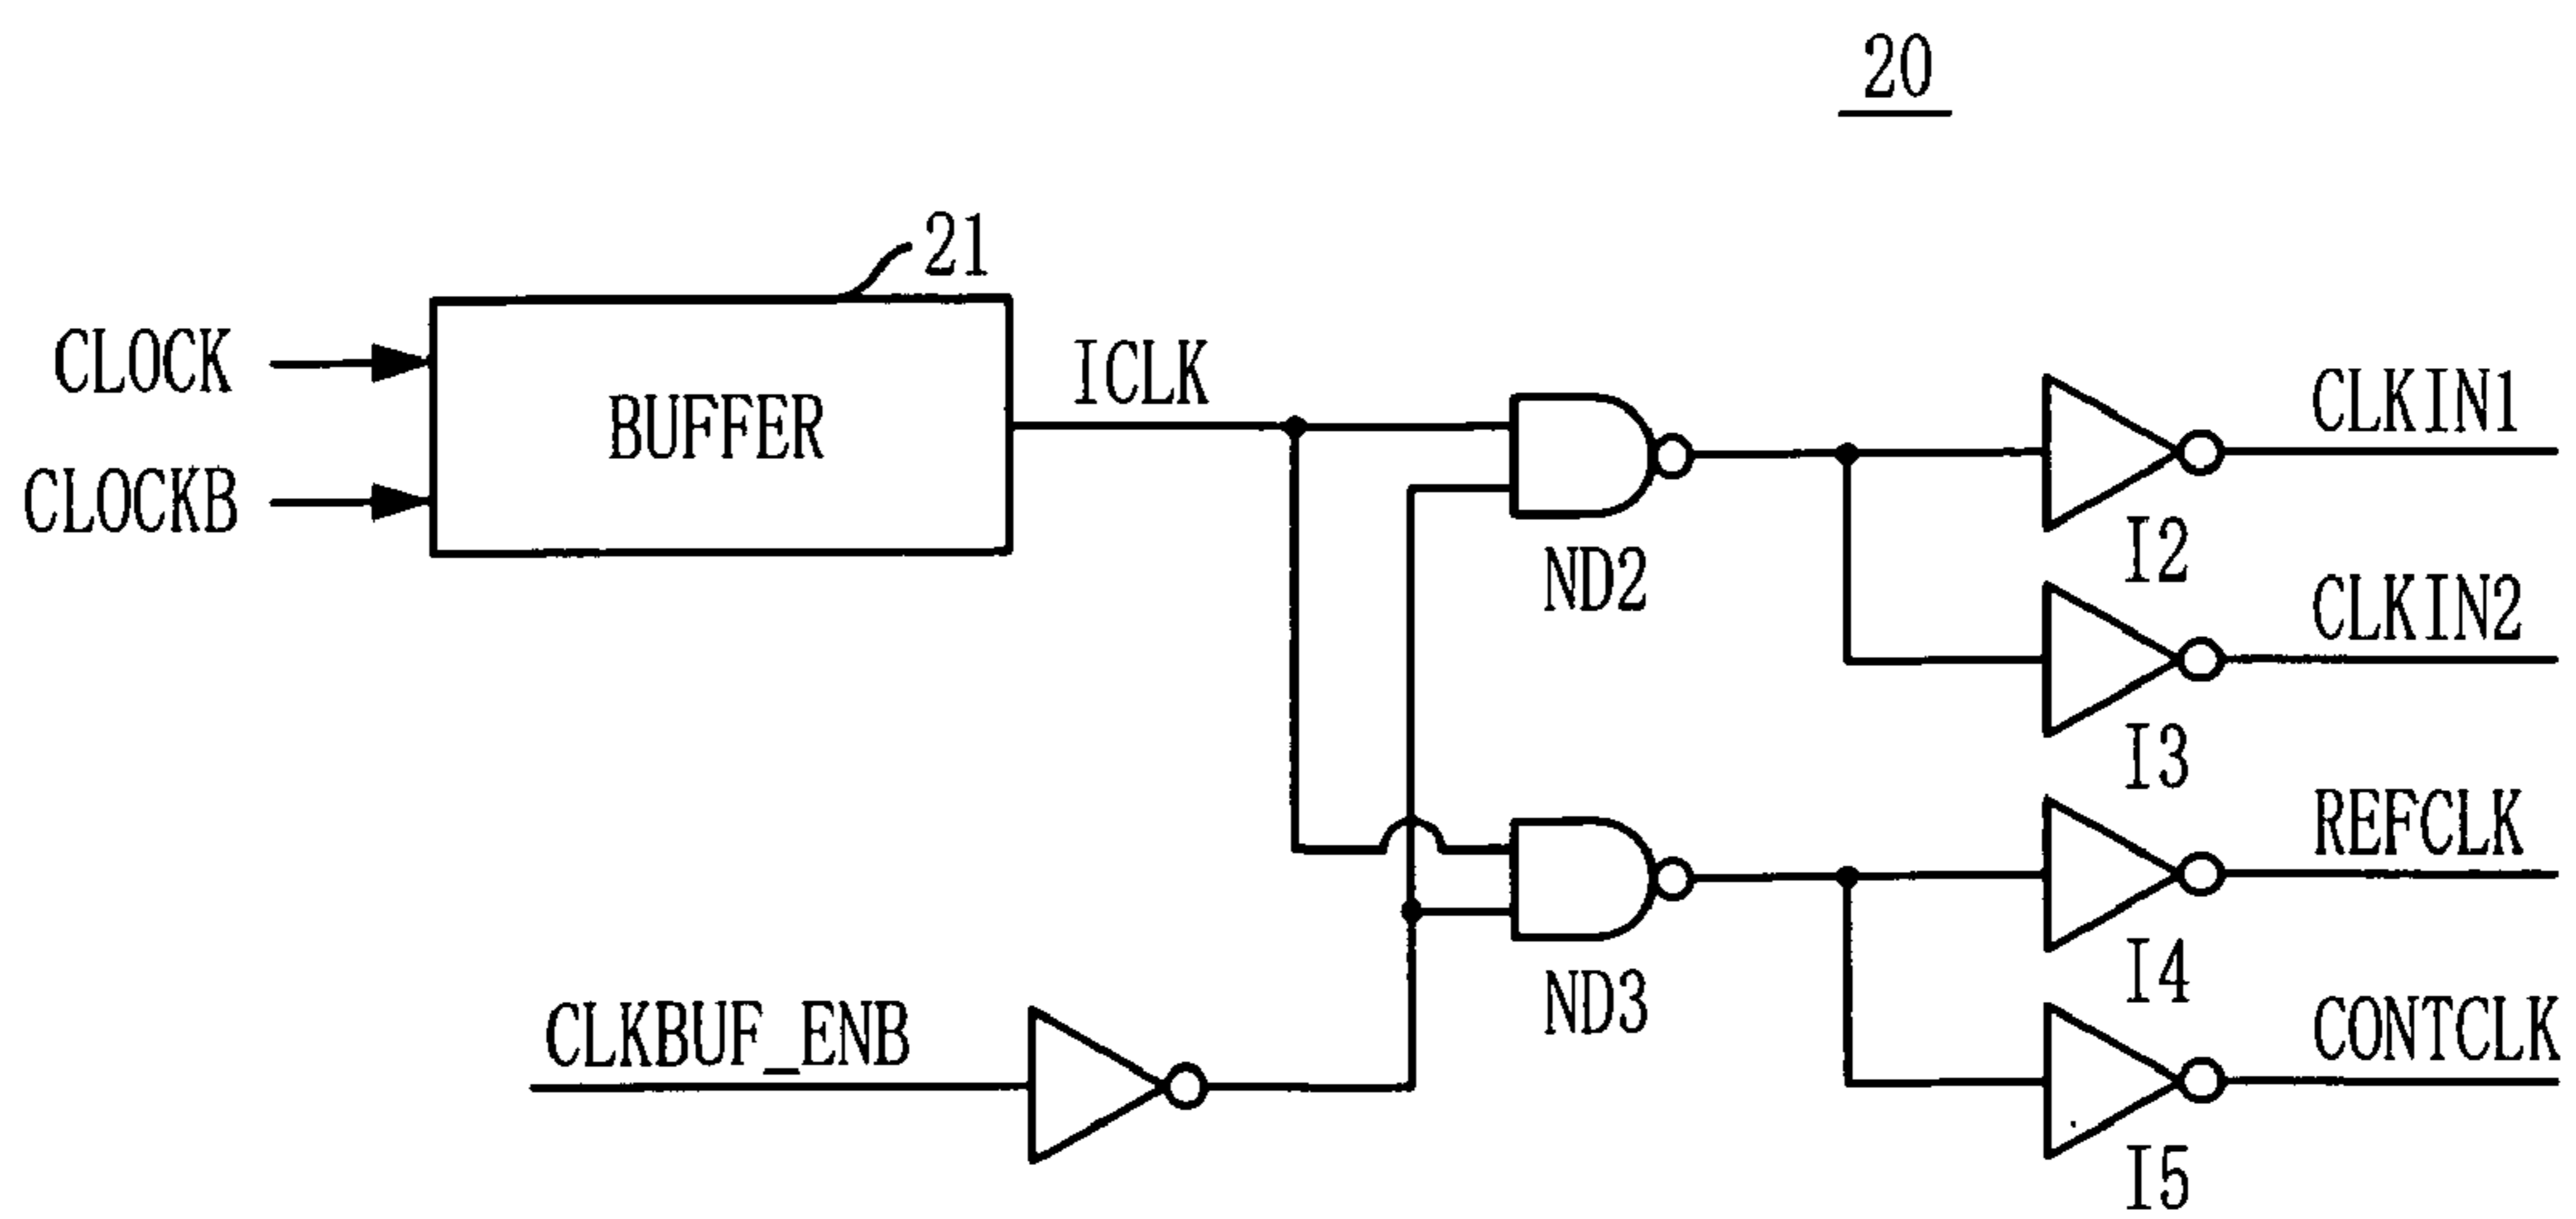 20
21
CLOCK
ICLK
CLKIN1
BUFFER
CLOCKB
I2
ND2
CLKIN2
I3
REFCLK
I4
ND3
CLKBUF_ENB
CONTCLK
I5